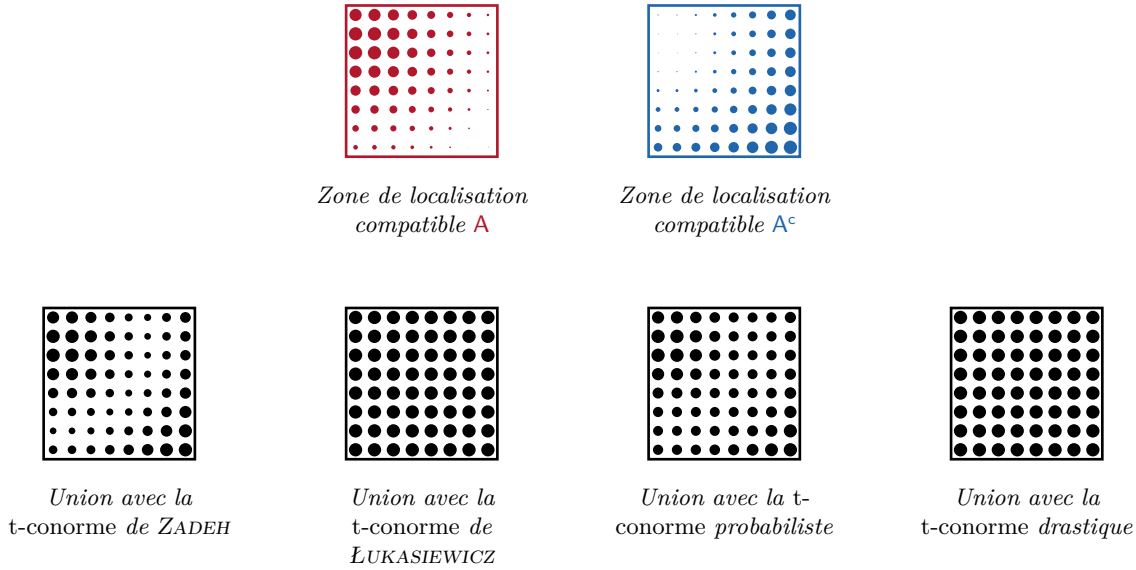 Zone de localisation
compatible A
Zone de localisation
compatible Aᶜ
Union avec la
t-conorme de ZADEH
Union avec la
t-conorme de
ŁUKASIEWICZ
Union avec la t-
conorme probabiliste
Union avec la
t-conorme drastique